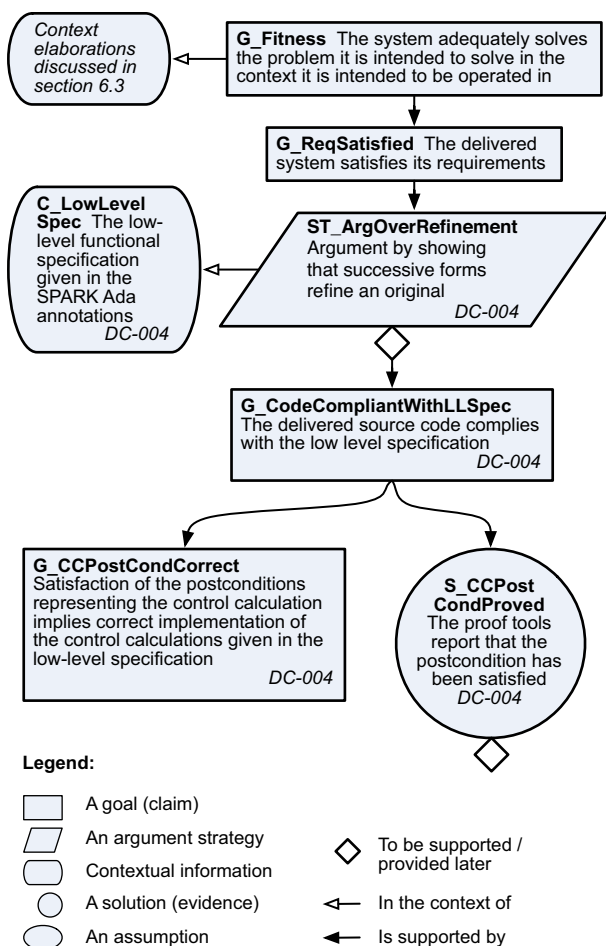 Context
elaborations
discussed in
section 6.3
G_Fitness The system adequately solves
the problem it is intended to solve in the
context it is intended to be operated in
G_ReqSatisfied The delivered
system satisfies its requirements
C_LowLevel
Spec The low-
level functional
specification
given in the
SPARK Ada
annotations
DC-004
ST_ArgOverRefinement
Argument by showing
that successive forms
refine an original
DC-004
G_CodeCompliantWithLLSpec
The delivered source code complies
with the low level specification
DC-004
G_CCPostCondCorrect
Satisfaction of the postconditions
representing the control calculation
implies correct implementation of
the control calculations given in the
low-level specification
DC-004
S_CCPost
CondProved
The proof tools
report that the
postcondition has
been satisfied
DC-004
Legend:
A goal (claim)
An argument strategy
Contextual information
A solution (evidence)
An assumption
To be supported /
provided later
In the context of
Is supported by